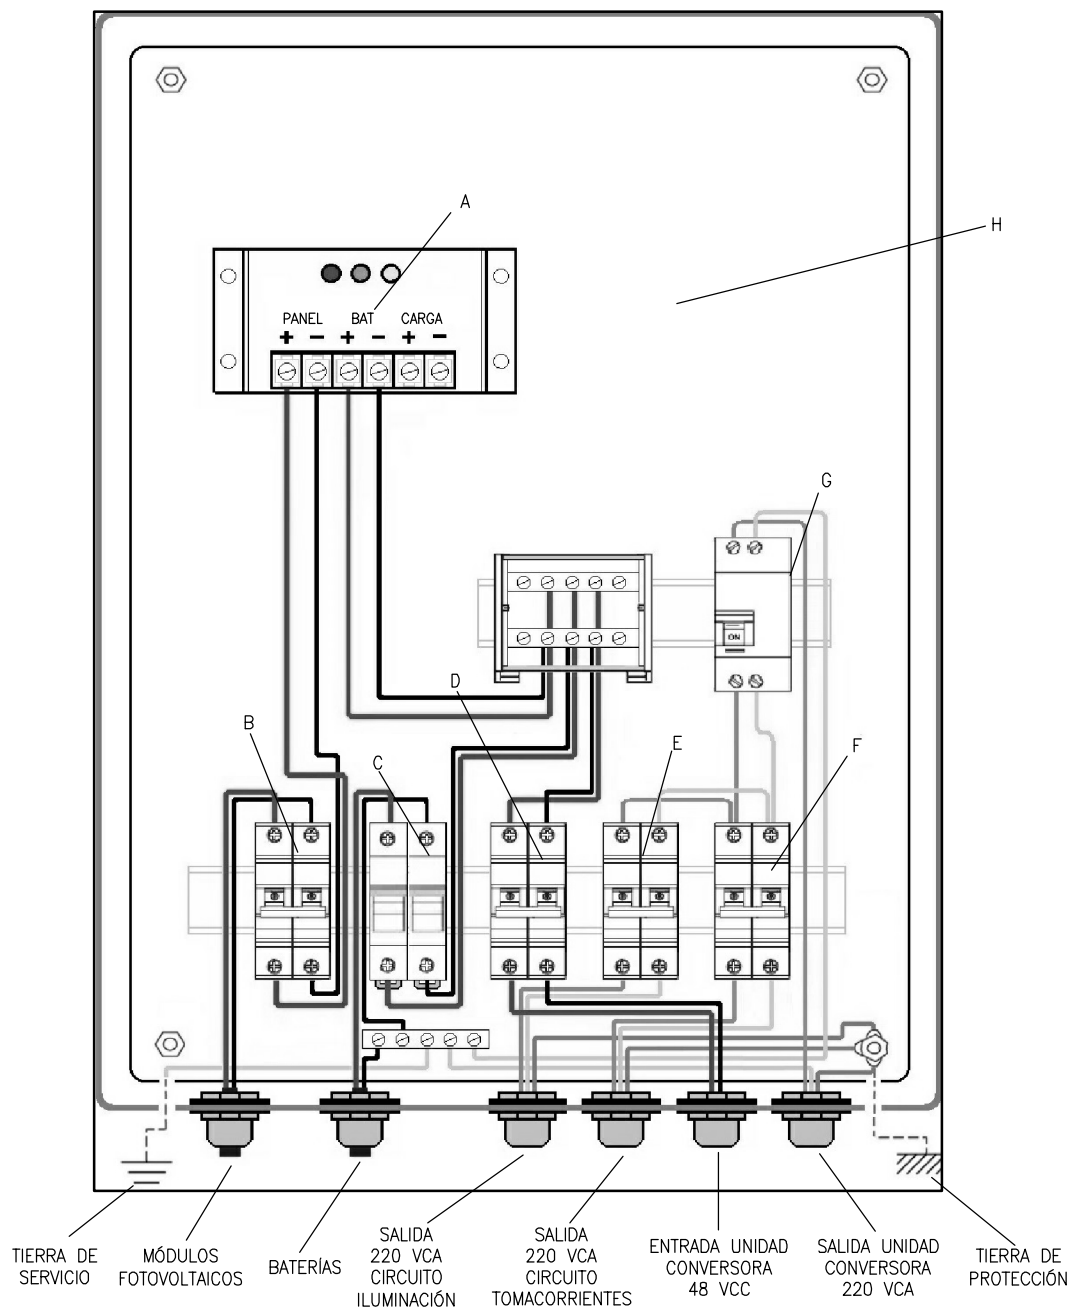 A
H
PANEL BAT CARGA
+ − + − + −
G
ON
D
B
E
F
C
TIERRA DE
SERVICIO
MÓDULOS
FOTOVOLTAICOS
BATERÍAS
SALIDA
220 VCA
CIRCUITO
ILUMINACIÓN
SALIDA
220 VCA
CIRCUITO
TOMACORRIENTES
ENTRADA UNIDAD
CONVERSORA
48 VCC
SALIDA UNIDAD
CONVERSORA
220 VCA
TIERRA DE
PROTECCIÓN